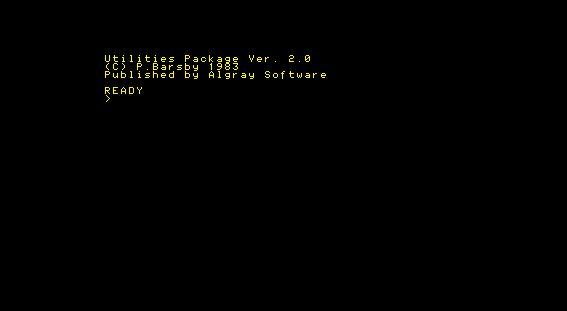 Utilities Package Ver. 2.0
(C) P.Barsby 1983
Published by Algray Software
READY
>